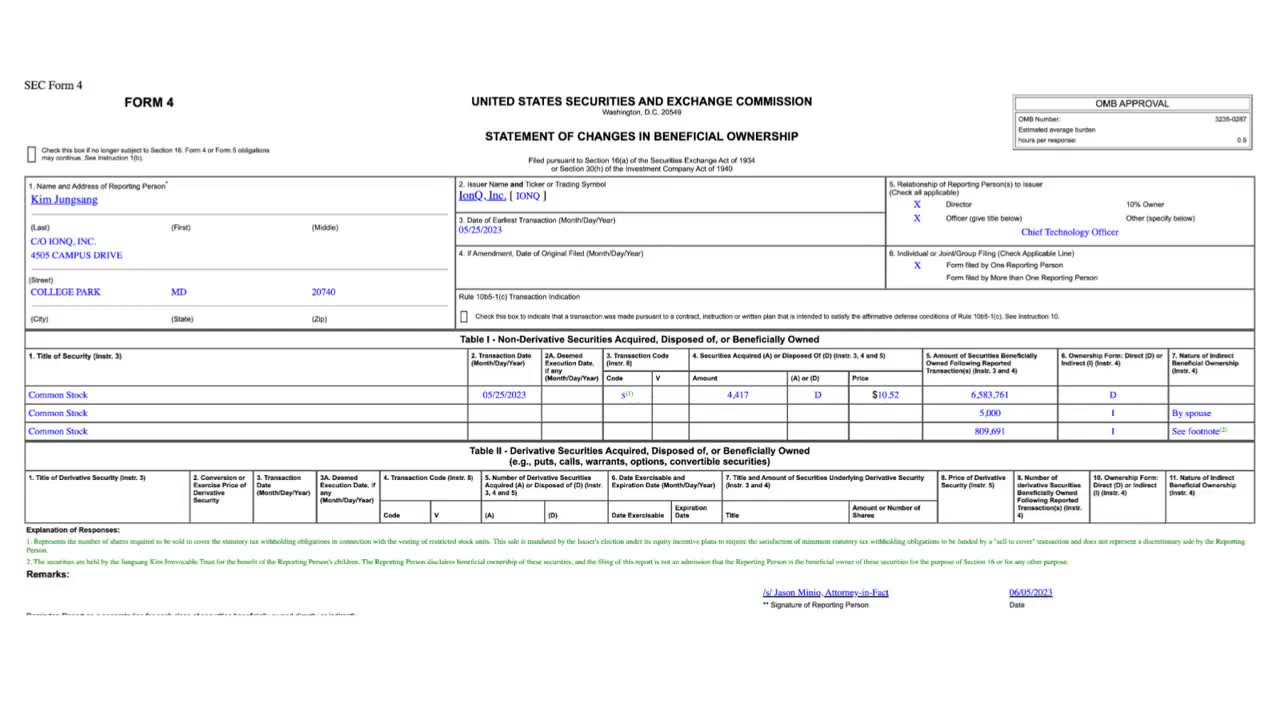 SEC Form 4
FORM 4
UNITED STATES SECURITIES AND EXCHANGE COMMISSION
Washington, D.C. 20549
STATEMENT OF CHANGES IN BENEFICIAL OWNERSHIP
Filed pursuant to Section 16(a) of the Securities Exchange Act of 1934
or Section 30(h) of the Investment Company Act of 1940
OMB APPROVAL
OMB Number: 3235-0287
Estimated average burden
hours per response: 0.5
Check this box if no longer subject to Section 16. Form 4 or Form 5 obligations
may continue. See Instruction 1(b).
1. Name and Address of Reporting Person*
Kim Jungsang
(Last) (First) (Middle)
C/O IONQ, INC.
4505 CAMPUS DRIVE
(Street)
COLLEGE PARK MD 20740
(City) (State) (Zip)
2. Issuer Name and Ticker or Trading Symbol
IonQ, Inc. [ IONQ ]
3. Date of Earliest Transaction (Month/Day/Year)
05/25/2023
4. If Amendment, Date of Original Filed (Month/Day/Year)
5. Relationship of Reporting Person(s) to Issuer
(Check all applicable)
X Director 10% Owner
X Officer (give title below) Other (specify below)
Chief Technology Officer
6. Individual or Joint/Group Filing (Check Applicable Line)
X Form filed by One Reporting Person
Form filed by More than One Reporting Person
Rule 10b5-1(c) Transaction Indication
Check this box to indicate that a transaction was made pursuant to a contract, instruction or written plan that is intended to satisfy the affirmative defense conditions of Rule 10b5-1(c). See Instruction 10.
Table I - Non-Derivative Securities Acquired, Disposed of, or Beneficially Owned
1. Title of Security (Instr. 3)
2. Transaction Date
(Month/Day/Year)
2A. Deemed
Execution Date,
if any
(Month/Day/Year)
3. Transaction Code
(Instr. 8)
4. Securities Acquired (A) or Disposed Of (D) (Instr. 3, 4 and 5)
5. Amount of Securities Beneficially
Owned Following Reported
Transaction(s) (Instr. 3 and 4)
6. Ownership Form: Direct (D) or
Indirect (I) (Instr. 4)
7. Nature of Indirect
Beneficial Ownership
(Instr. 4)
Code V Amount (A) or (D) Price
Common Stock 05/25/2023 S(1) 4,417 D $10.52 6,583,761 D
Common Stock 5,000 I By spouse
Common Stock 809,691 I See footnote(2)
Table II - Derivative Securities Acquired, Disposed of, or Beneficially Owned
(e.g., puts, calls, warrants, options, convertible securities)
1. Title of Derivative Security (Instr. 3)
2. Conversion or
Exercise Price of
Derivative
Security
3. Transaction
Date
(Month/Day/Year)
3A. Deemed
Execution Date, if
any
(Month/Day/Year)
4. Transaction Code (Instr. 8)
5. Number of Derivative Securities
Acquired (A) or Disposed of (D) (Instr.
3, 4 and 5)
6. Date Exercisable and
Expiration Date (Month/Day/Year)
7. Title and Amount of Securities Underlying Derivative Security
(Instr. 3 and 4)
8. Price of Derivative
Security (Instr. 5)
9. Number of
derivative Securities
Beneficially Owned
Following Reported
Transaction(s) (Instr.
4)
10. Ownership Form:
Direct (D) or Indirect
(I) (Instr. 4)
11. Nature of Indirect
Beneficial Ownership
(Instr. 4)
Code V (A) (D) Date Exercisable
Expiration
Date
Title
Amount or Number of
Shares
Explanation of Responses:
1. Represents the number of shares required to be sold to cover the statutory tax withholding obligations in connection with the vesting of restricted stock units. This sale is mandated by the Issuer's election under its equity incentive plans to require the satisfaction of minimum statutory tax withholding obligations to be funded by a "sell to cover" transaction and does not represent a discretionary sale by the Reporting
Person.
2. The securities are held by the Jungsang Kim Irrevocable Trust for the benefit of the Reporting Person's children. The Reporting Person disclaims beneficial ownership of these securities, and the filing of this report is not an admission that the Reporting Person is the beneficial owner of these securities for the purpose of Section 16 or for any other purpose.
Remarks:
/s/ Jason Minio, Attorney-in-Fact 06/05/2023
** Signature of Reporting Person Date